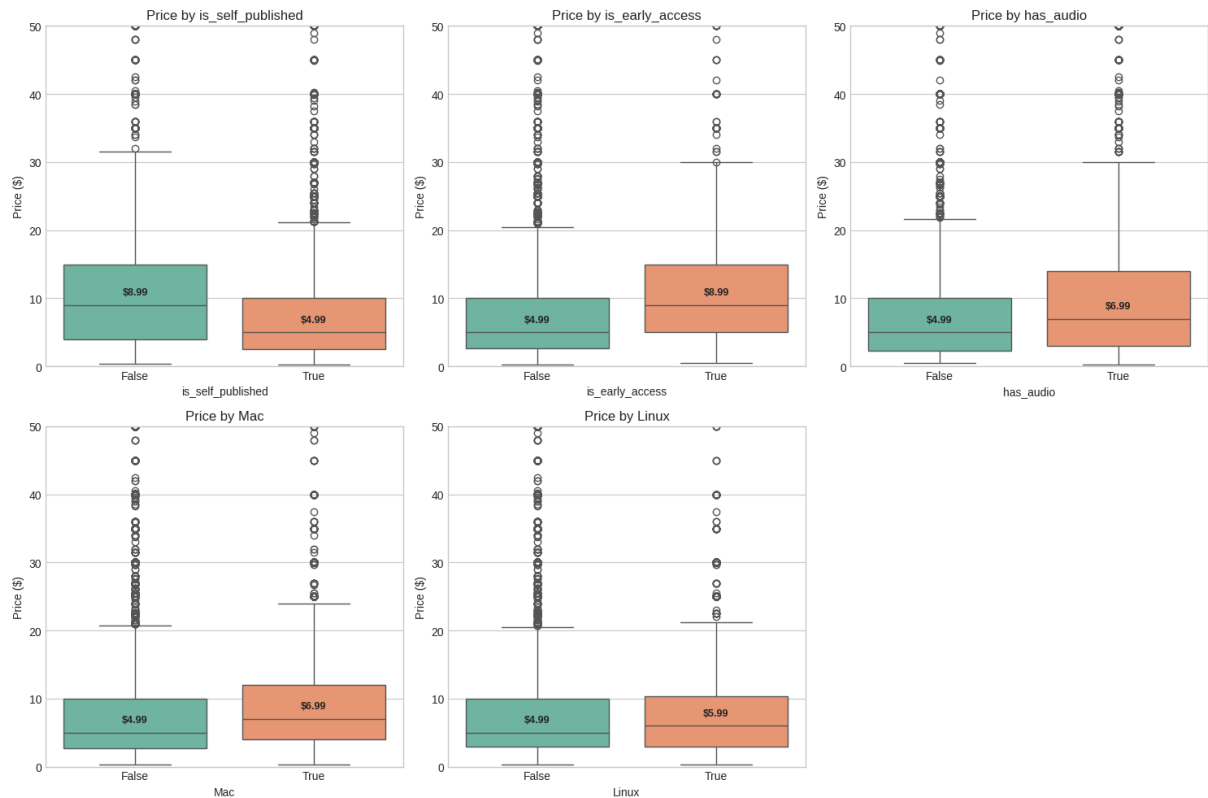 Price by is_self_published
Price ($)
50
40
30
20
10
0
$8.99
$4.99
False
True
is_self_published
Price by is_early_access
Price ($)
50
40
30
20
10
0
$4.99
$8.99
False
True
is_early_access
Price by has_audio
Price ($)
50
40
30
20
10
0
$4.99
$6.99
False
True
has_audio
Price by Mac
Price ($)
50
40
30
20
10
0
$4.99
$6.99
False
True
Mac
Price by Linux
Price ($)
50
40
30
20
10
0
$4.99
$5.99
False
True
Linux